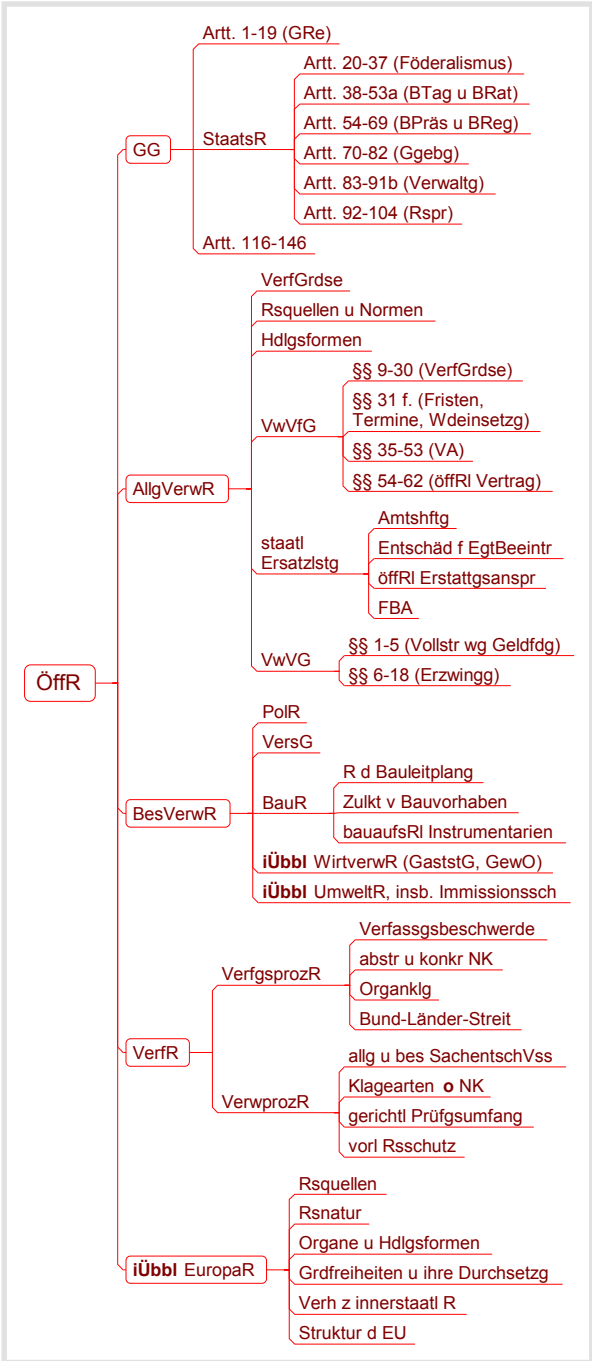 ÖffR
GG
Artt. 1-19 (GRe)
StaatsR
Artt. 20-37 (Föderalismus)
Artt. 38-53a (BTag u BRat)
Artt. 54-69 (BPräs u BReg)
Artt. 70-82 (Ggebg)
Artt. 83-91b (Verwaltg)
Artt. 92-104 (Rspr)
Artt. 116-146
AllgVerwR
VerfGrdse
Rsquellen u Normen
Hdlgsformen
VwVfG
§§ 9-30 (VerfGrdse)
§§ 31 f. (Fristen,
Termine, Wdeinsetzg)
§§ 35-53 (VA)
§§ 54-62 (öffRl Vertrag)
staatl
Ersatzlstg
Amtshftg
Entschäd f EgtBeeintr
öffRl Erstattgsanspr
FBA
VwVG
§§ 1-5 (Vollstr wg Geldfdg)
§§ 6-18 (Erzwingg)
BesVerwR
PolR
VersG
BauR
R d Bauleitplang
Zulkt v Bauvorhaben
bauaufsRl Instrumentarien
iÜbbl WirtverwR (GaststG, GewO)
iÜbbl UmweltR, insb. Immissionssch
VerfR
VerfgsprozR
Verfassgsbeschwerde
abstr u konkr NK
Organklg
Bund-Länder-Streit
VerwprozR
allg u bes SachentschVss
Klagearten o NK
gerichtl Prüfgsumfang
vorl Rsschutz
iÜbbl EuropaR
Rsquellen
Rsnatur
Organe u Hdlgsformen
Grdfreiheiten u ihre Durchsetzg
Verh z innerstaatl R
Struktur d EU